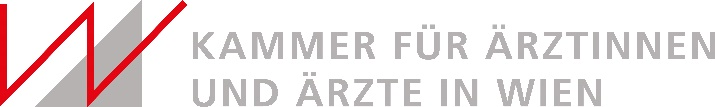 KAMMER FÜR ÄRZTINNEN
UND ÄRZTE IN WIEN